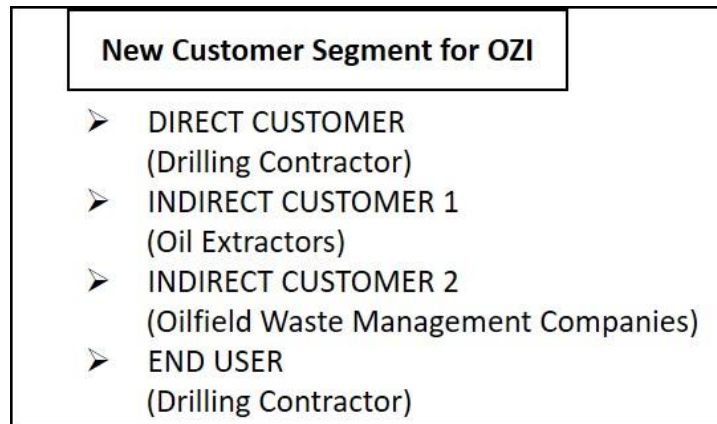 New Customer Segment for OZI
➤ DIRECT CUSTOMER
(Drilling Contractor)
➤ INDIRECT CUSTOMER 1
(Oil Extractors)
➤ INDIRECT CUSTOMER 2
(Oilfield Waste Management Companies)
➤ END USER
(Drilling Contractor)